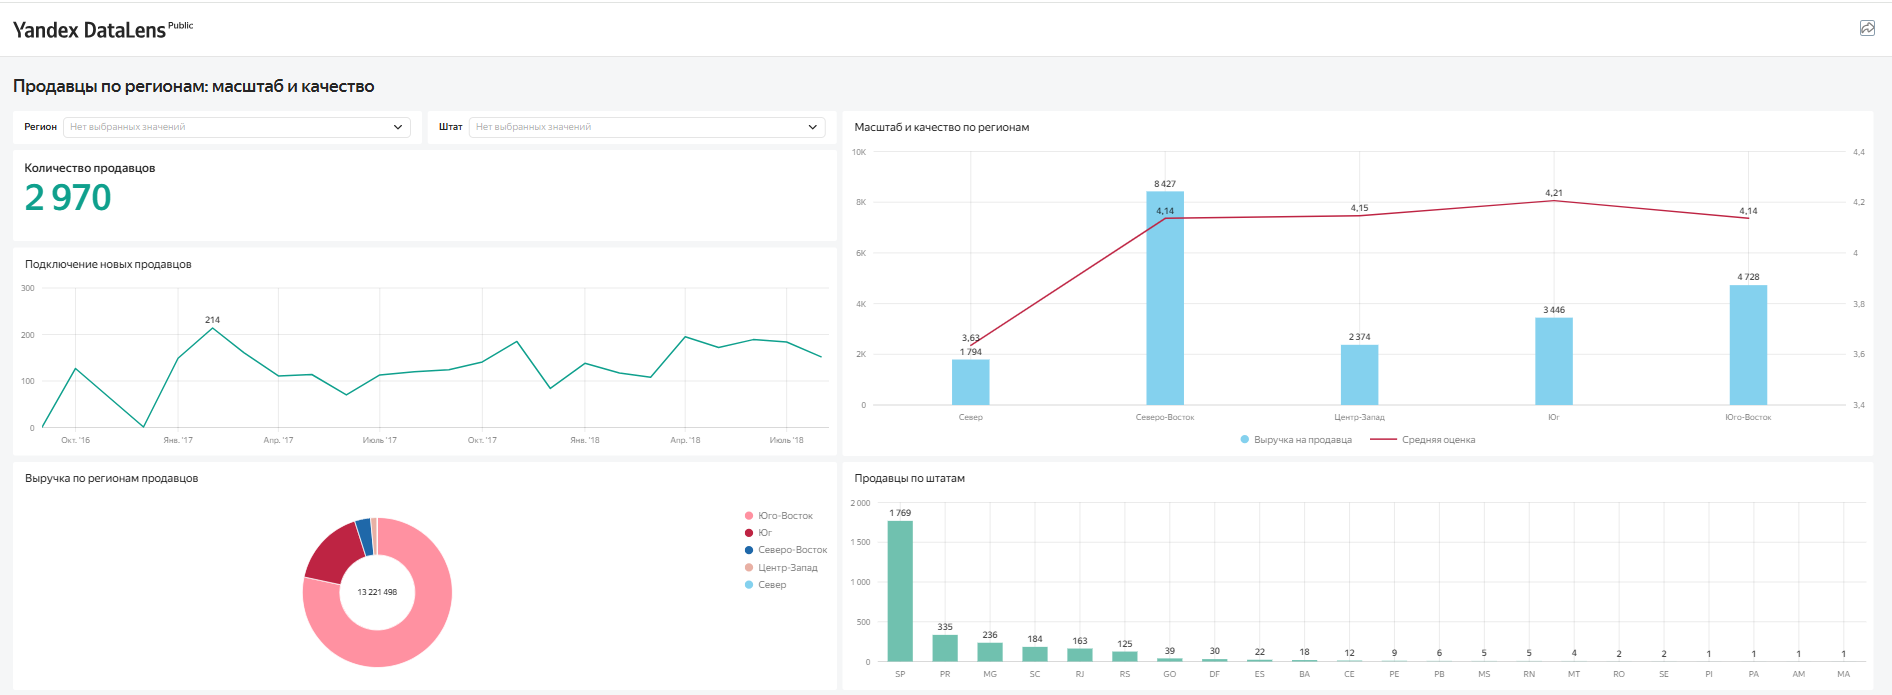 Yandex DataLens Public
Продавцы по регионам: масштаб и качество
Регион Нет выбранных значений
Штат Нет выбранных значений
Количество продавцов
2 970
Подключение новых продавцов
300
200
100
0
214
Окт. '16 Янв. '17 Апр. '17 Июль '17 Окт. '17 Янв. '18 Апр. '18 Июль '18
Масштаб и качество по регионам
10K
8K
6K
4K
2K
0
4,4
4,2
4
3,8
3,6
3,4
3,63 4,14 4,15 4,21 4,14
1 794 8 427 2 374 3 446 4 728
Север Северо-Восток Центр-Запад Юг Юго-Восток
Выручка на продавца Средняя оценка
Выручка по регионам продавцов
13 221 498
Юго-Восток
Юг
Северо-Восток
Центр-Запад
Север
Продавцы по штатам
2 000
1 500
1 000
500
0
1 769 335 236 184 163 125 39 30 22 18 12 9 6 5 5 4 2 2 1 1 1 1
SP PR MG SC RJ RS GO DF ES BA CE PE PB MS RN MT RO SE PI PA AM MA